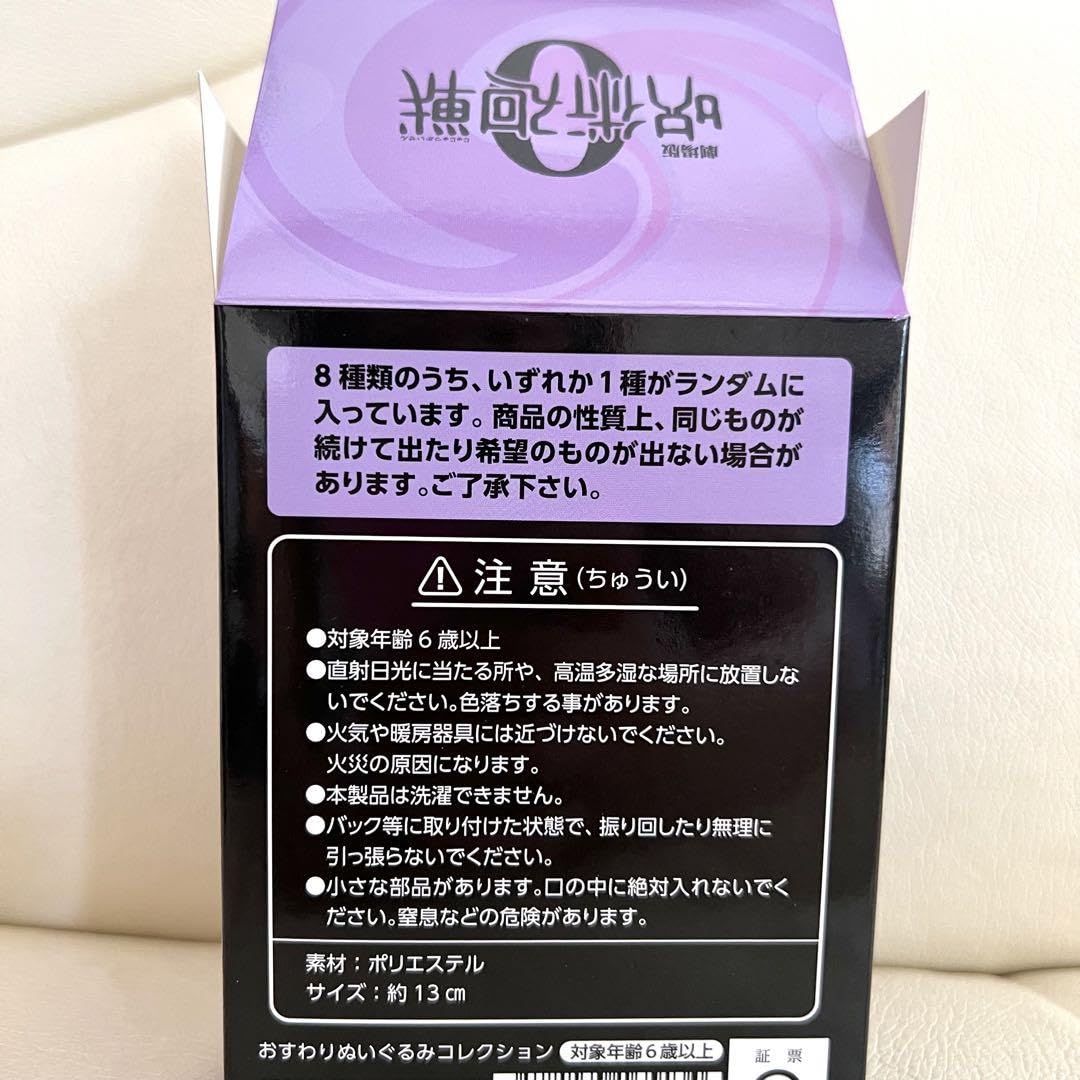 劇場版
呪術廻戦
0
じゅじゅつかいせん
8種類のうち、いずれか1種がランダムに
入っています。商品の性質上、同じものが
続けて出たり希望のものが出ない場合が
あります。ご了承下さい。
注意(ちゅうい)
●対象年齢6歳以上
●直射日光に当たる所や、高温多湿な場所に放置しな
いでください。色落ちする事があります。
●火気や暖房器具には近づけないでください。
火災の原因になります。
●本製品は洗濯できません。
●バック等に取り付けた状態で、振り回したり無理に
引っ張らないでください。
●小さな部品があります。口の中に絶対入れないでく
ださい。窒息などの危険があります。
素材：ポリエステル
サイズ：約13㎝
おすわりぬいぐるみコレクション 対象年齢6歳以上
証票